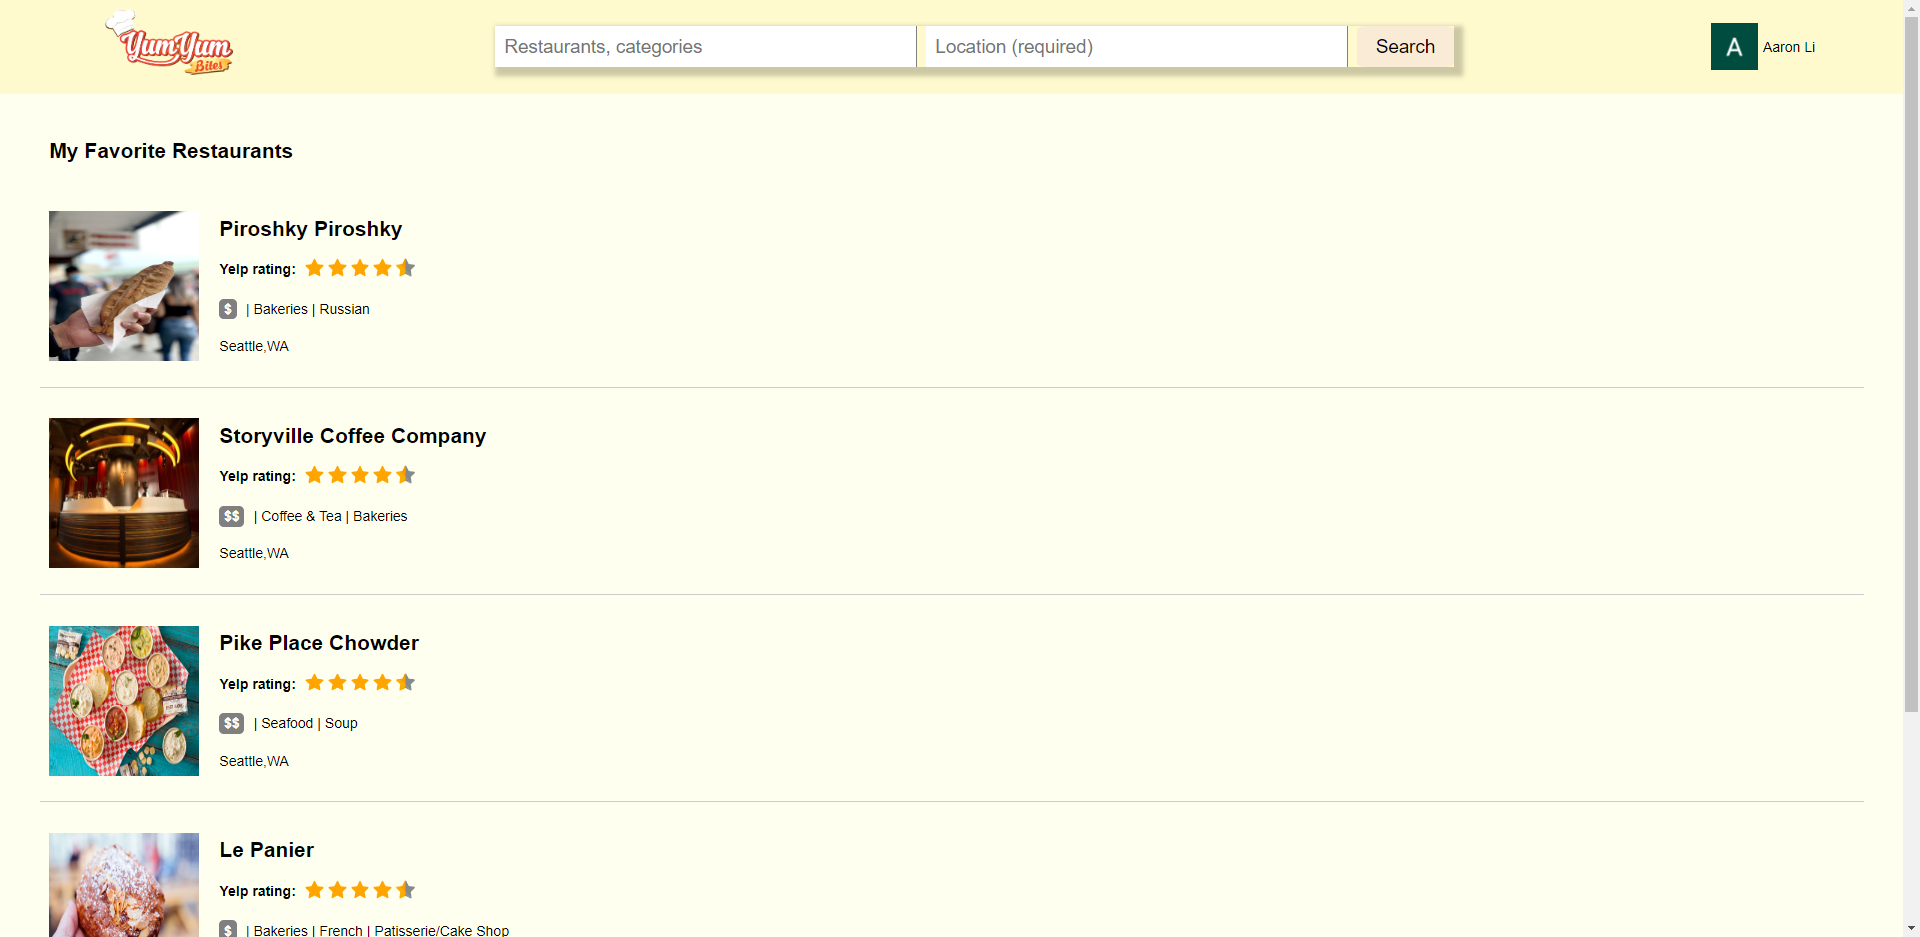 YumYum
Bites
Restaurants, categories
Location (required)
Search
A
Aaron Li
My Favorite Restaurants
Piroshky Piroshky
Yelp rating:
$ | Bakeries | Russian
Seattle,WA
Storyville Coffee Company
Yelp rating:
$$ | Coffee & Tea | Bakeries
Seattle,WA
Pike Place Chowder
Yelp rating:
$$ | Seafood | Soup
Seattle,WA
Le Panier
Yelp rating:
$ | Bakeries | French | Patisserie/Cake Shop